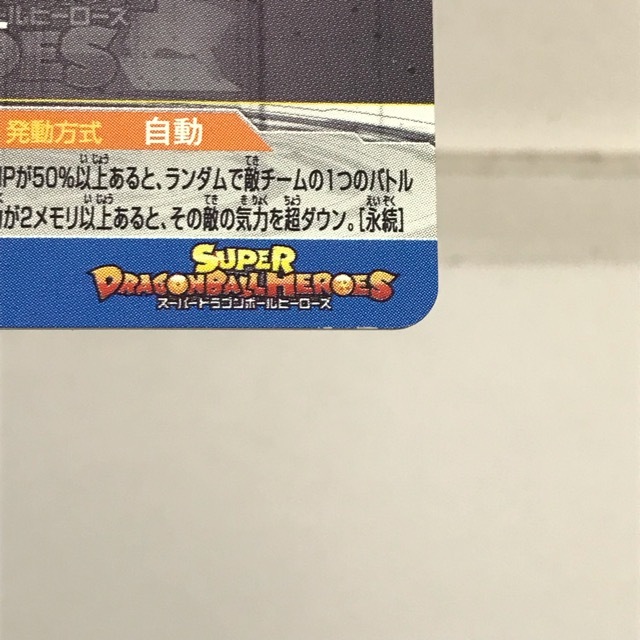 ールヒーローズ
発動方式 自動
HPが50%以上あると、ランダムで敵チームの1つのバトル
が2メモリ以上あると、その敵の気力を超ダウン。[永続]
SUPER
DRAGONBALL HEROES
スーパードラゴンボールヒーローズ